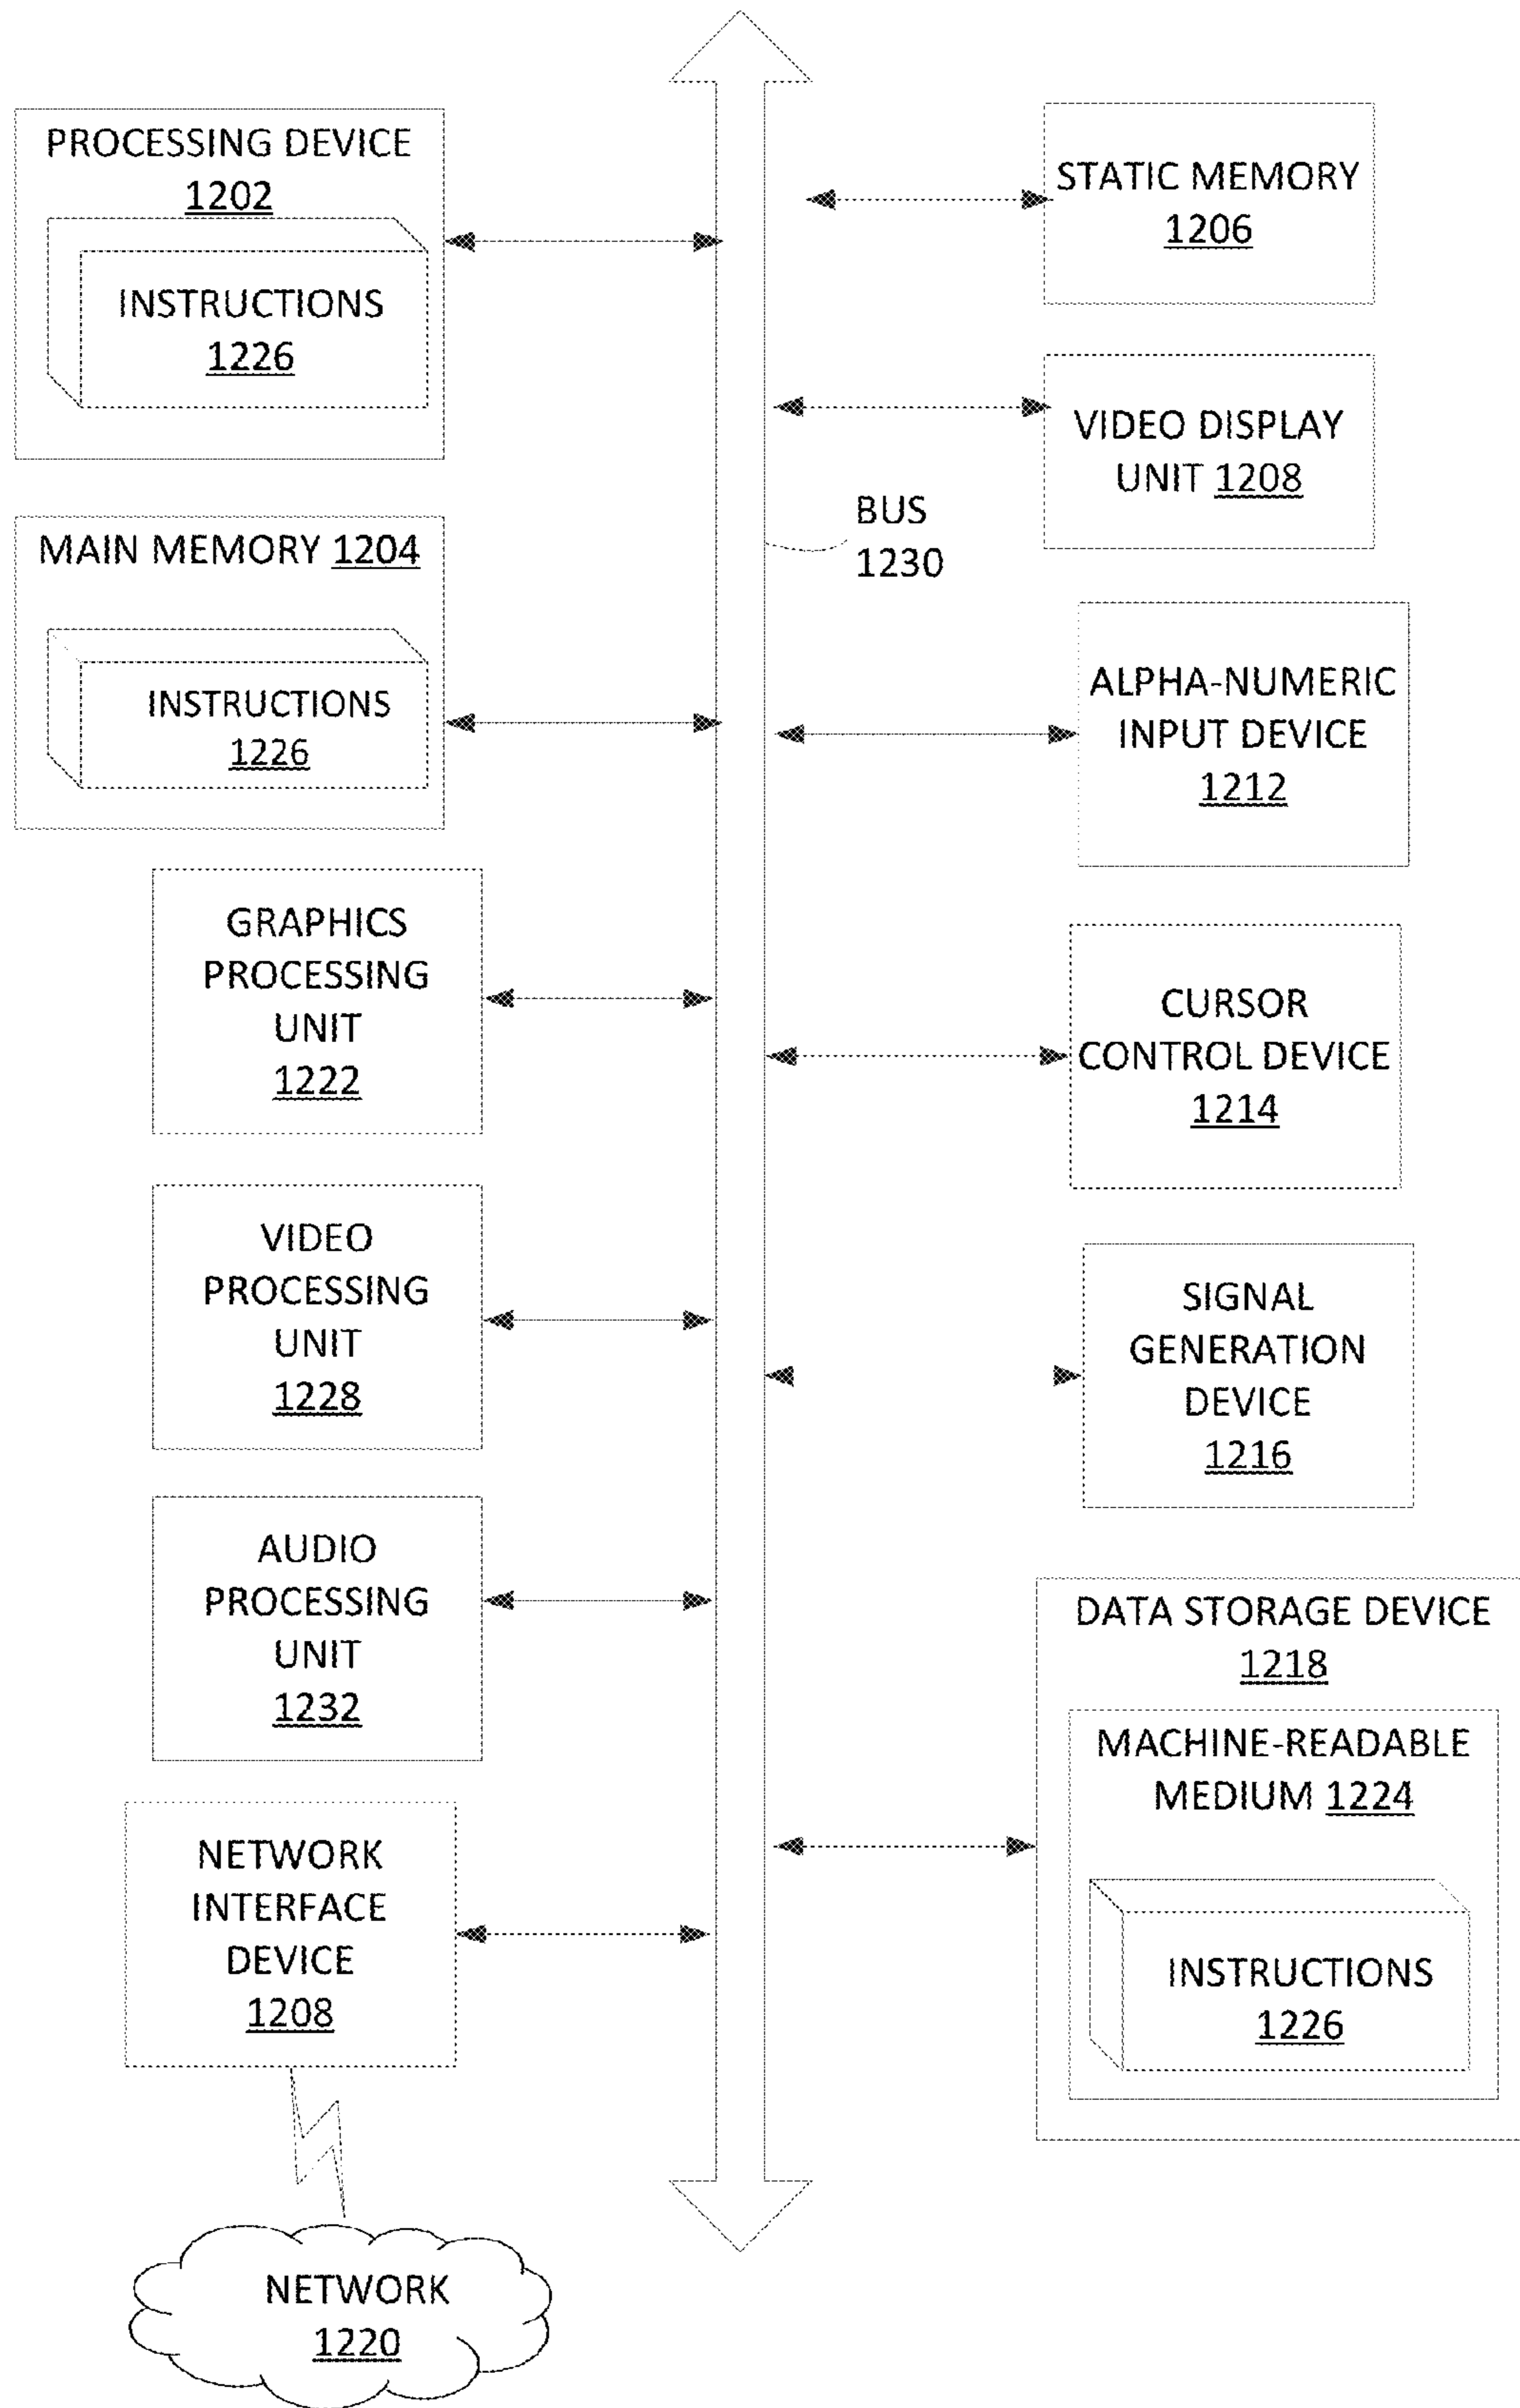 PROCESSING DEVICE
1202
INSTRUCTIONS
1226
MAIN MEMORY 1204
INSTRUCTIONS
1226
GRAPHICS
PROCESSING
UNIT
1222
VIDEO
PROCESSING
UNIT
1228
AUDIO
PROCESSING
UNIT
1232
NETWORK
INTERFACE
DEVICE
1208
NETWORK
1220
BUS
1230
STATIC MEMORY
1206
VIDEO DISPLAY
UNIT 1208
ALPHA-NUMERIC
INPUT DEVICE
1212
CURSOR
CONTROL DEVICE
1214
SIGNAL
GENERATION
DEVICE
1216
DATA STORAGE DEVICE
1218
MACHINE-READABLE
MEDIUM 1224
INSTRUCTIONS
1226